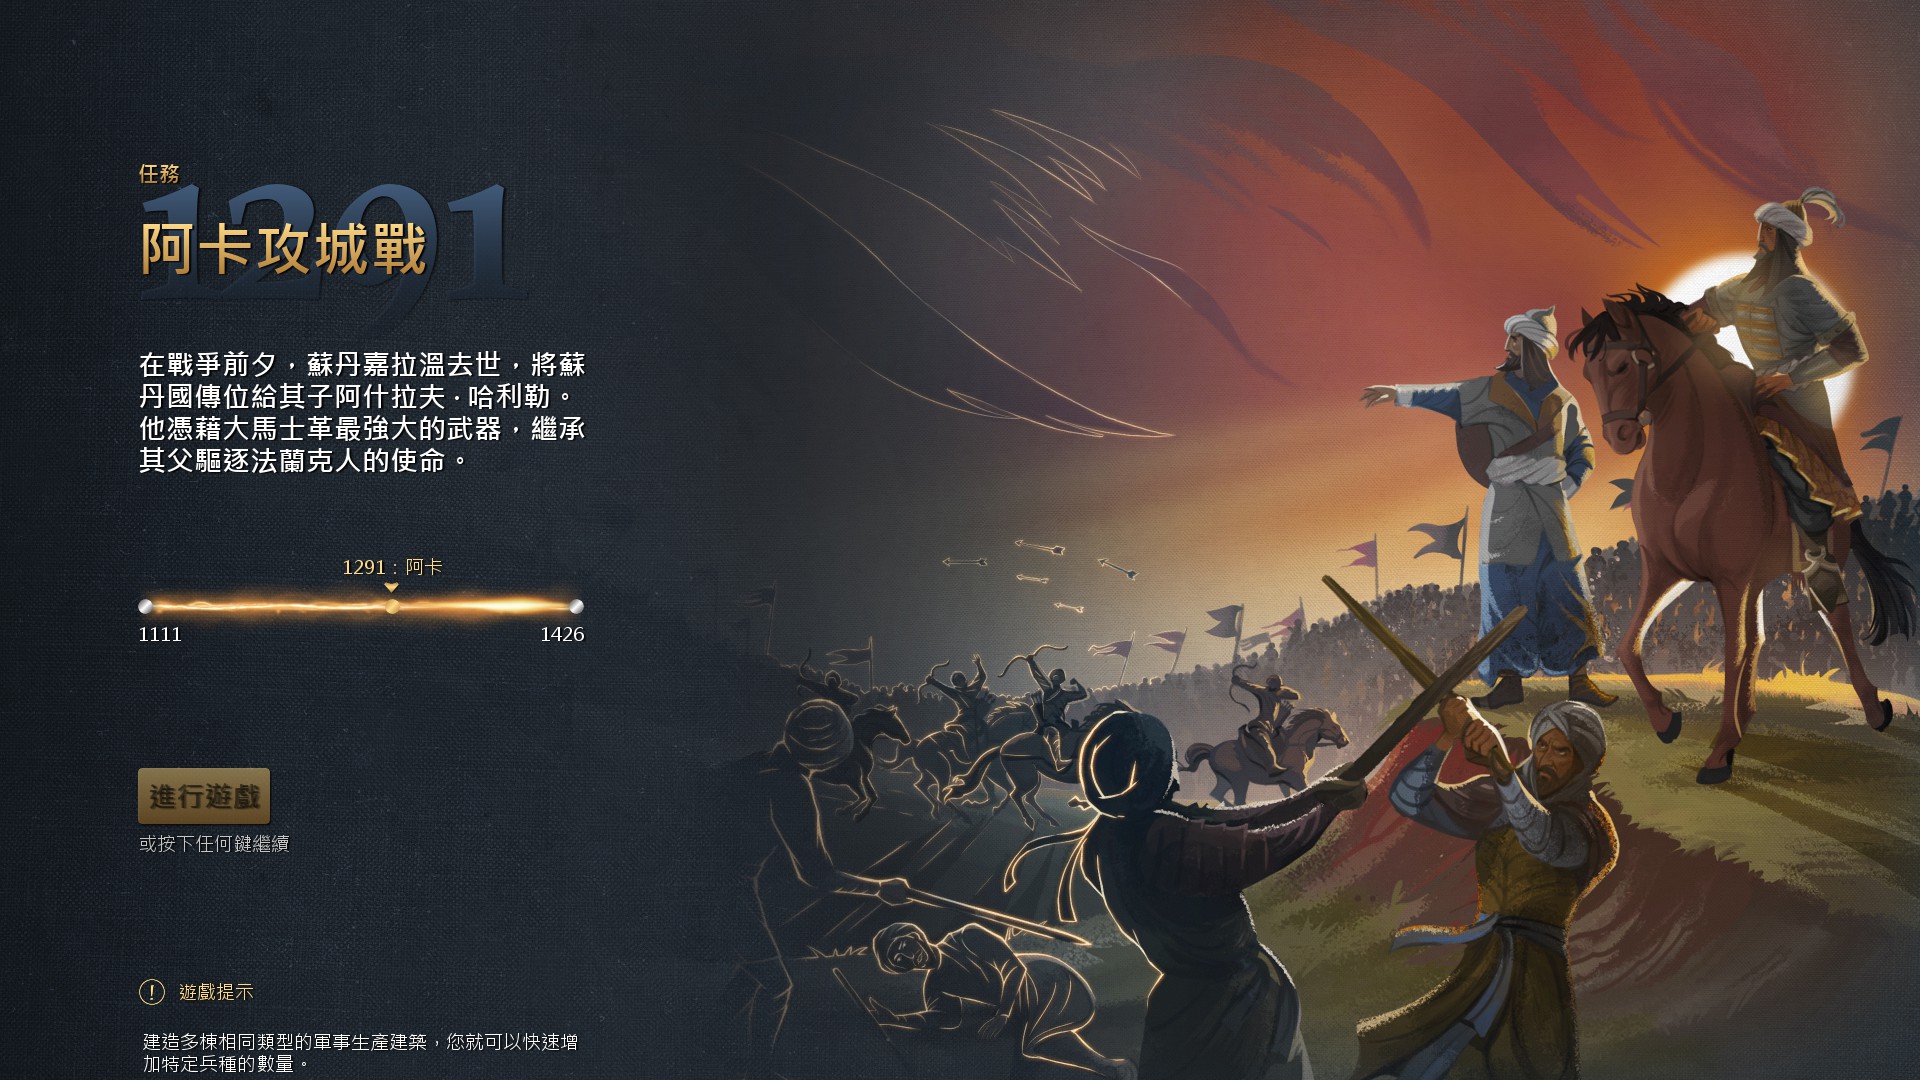 任務
1291
阿卡攻城戰
在戰爭前夕，蘇丹嘉拉溫去世，將蘇
丹國傳位給其子阿什拉夫·哈利勒。
他憑藉大馬士革最強大的武器，繼承
其父驅逐法蘭克人的使命。
1291：阿卡
1111
1426
進行遊戲
或按下任何鍵繼續
遊戲提示
建造多棟相同類型的軍事生產建築，您就可以快速增
加特定兵種的數量。